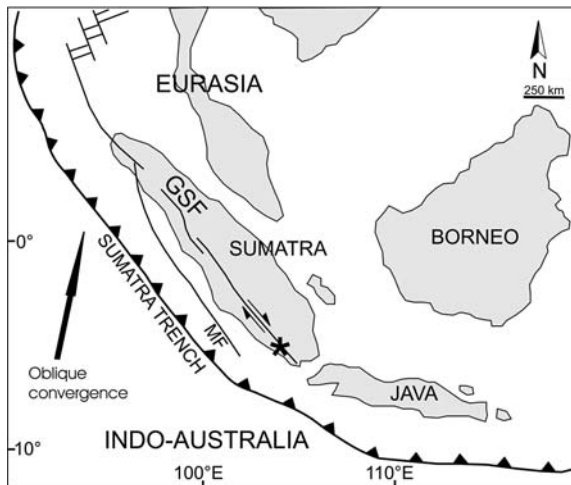 N
250 km
EURASIA
GSF
0°
SUMATRA
BORNEO
SUMATRA TRENCH
MF
Oblique
convergence
JAVA
INDO-AUSTRALIA
-10°
100°E
110°E